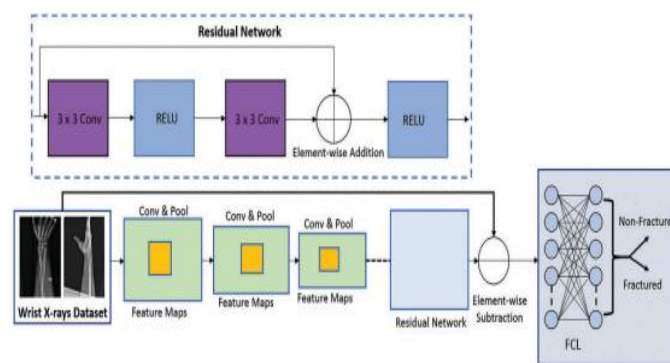 Residual Network
3 x 3 Conv
RELU
3 x 3 Conv
Element-wise Addition
RELU
Conv & Pool
Conv & Pool
Conv & Pool
Wrist X-rays Dataset
Feature Maps
Feature Maps
Feature Maps
Residual Network
Element-wise
Subtraction
Non-Fracture
Fractured
FCL